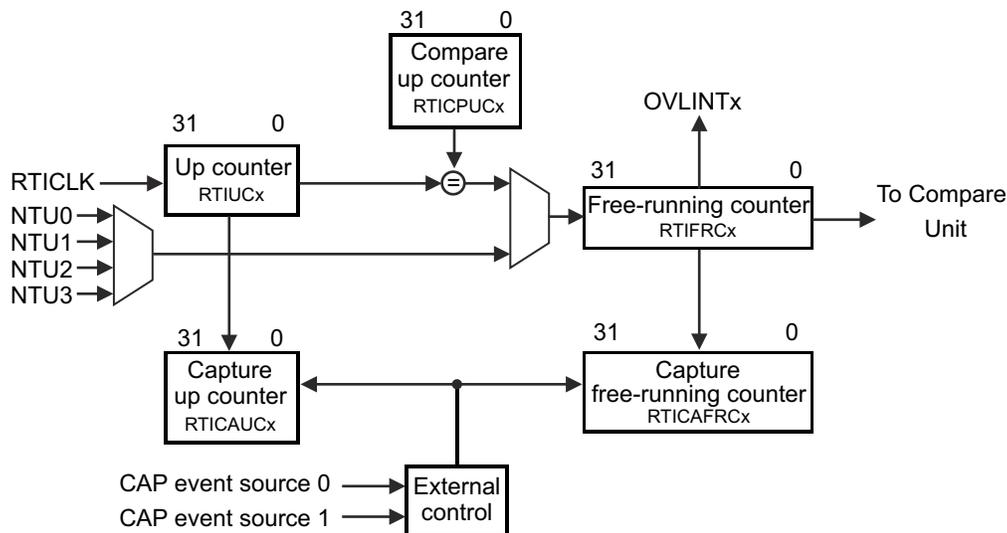 31 0
Compare
up counter
RTICPUCx
OVLINTx
31 0
Up counter
RTIUCx
RTICLK
=
31 0
Free-running counter
RTIFRCx
To Compare
Unit
NTU0
NTU1
NTU2
NTU3
31 0
Capture
up counter
RTICAUCx
31 0
Capture
free-running counter
RTICAFRCx
CAP event source 0
CAP event source 1
External
control